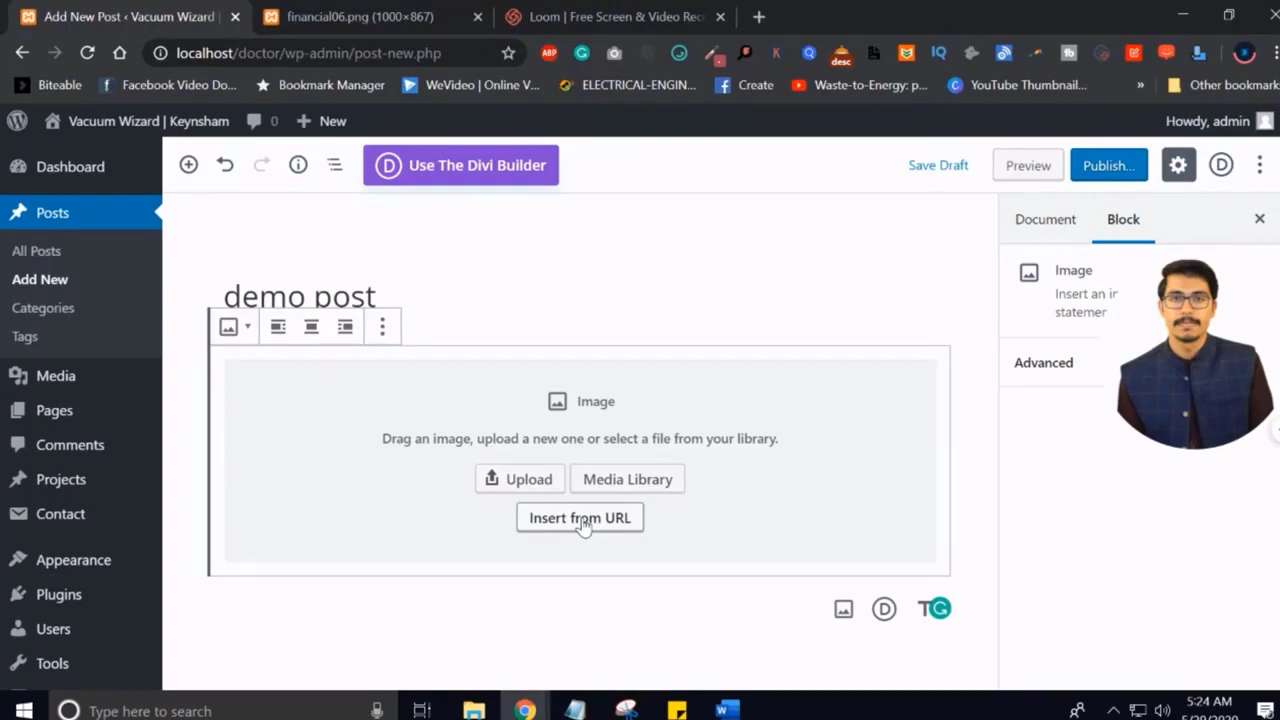 Add New Post ‹ Vacuum Wizard |
financial06.png (1000×867)
Loom | Free Screen & Video Rec
localhost/doctor/wp-admin/post-new.php
ABP
desc
IQ
Biteable
Facebook Video Do...
Bookmark Manager
WeVideo | Online V...
ELECTRICAL-ENGIN...
Create
Waste-to-Energy: p...
YouTube Thumbnail...
»
Other bookmark
Vacuum Wizard | Keynsham
0
New
Howdy, admin
Dashboard
Use The Divi Builder
Save Draft
Preview
Publish...
Posts
Document
Block
All Posts
Add New
Categories
Tags
Media
Pages
Comments
Projects
Contact
Appearance
Plugins
Users
Tools
demo post
Image
Drag an image, upload a new one or select a file from your library.
Upload
Media Library
Insert from URL
Image
Insert an
statemer
Advanced
Type here to search
5:24 AM